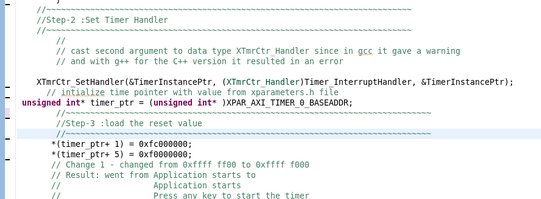 //~~~~~~~~~~~~~~~~~~~~~~~~~~~~~~~~~~~~~~~~~~~~~~~~~~~~~~~~~~~~~~~~~~~~~~~~~~~~~~
//Step-2 :Set Timer Handler
//~~~~~~~~~~~~~~~~~~~~~~~~~~~~~~~~~~~~~~~~~~~~~~~~~~~~~~~~~~~~~~~~~~~~~~~~~~~~~~
//
// cast second argument to data type XTmrCtr_Handler since in gcc it gave a warning
// and with g++ for the C++ version it resulted in an error
XTmrCtr_SetHandler(&TimerInstancePtr, (XTmrCtr_Handler)Timer_InterruptHandler, &TimerInstancePtr);
// intialize time pointer with value from xparameters.h file
unsigned int* timer_ptr = (unsigned int* )XPAR_AXI_TIMER_0_BASEADDR;
//~~~~~~~~~~~~~~~~~~~~~~~~~~~~~~~~~~~~~~~~~~~~~~~~~~~~~~~~~~~~~~~~~~~~~~~~~~~~~~
//Step-3 :load the reset value
//~~~~~~~~~~~~~~~~~~~~~~~~~~~~~~~~~~~~~~~~~~~~~~~~~~~~~~~~~~~~~~~~~~~~~~~~~~~~~~
*(timer_ptr+ 1) = 0xfc000000;
*(timer_ptr+ 5) = 0xf0000000;
// Change 1 - changed from 0xffff ff00 to 0xffff f000
// Result: went from Application starts to
// Application starts
// Press any key to start the timer